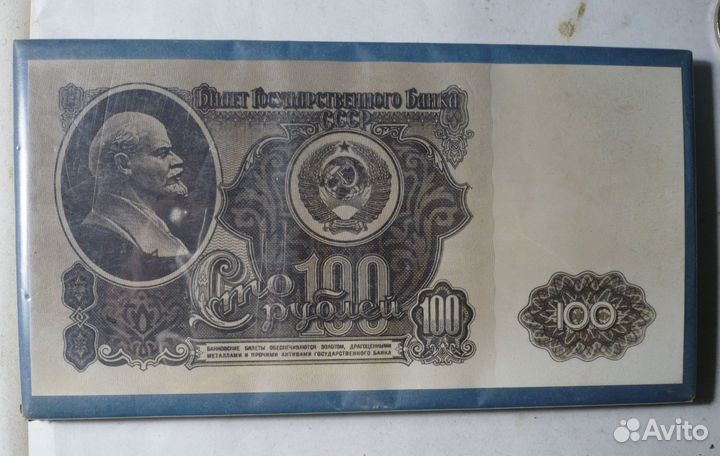 Билет Государственного Банка
СССР
Сто 100
рублей
100
100
БАНКОВСКИЕ БИЛЕТЫ ОБЕСПЕЧИВАЮТСЯ ЗОЛОТОМ, ДРАГОЦЕННЫМИ
МЕТАЛЛАМИ И ПРОЧИМИ АКТИВАМИ ГОСУДАРСТВЕННОГО БАНКА
Avito